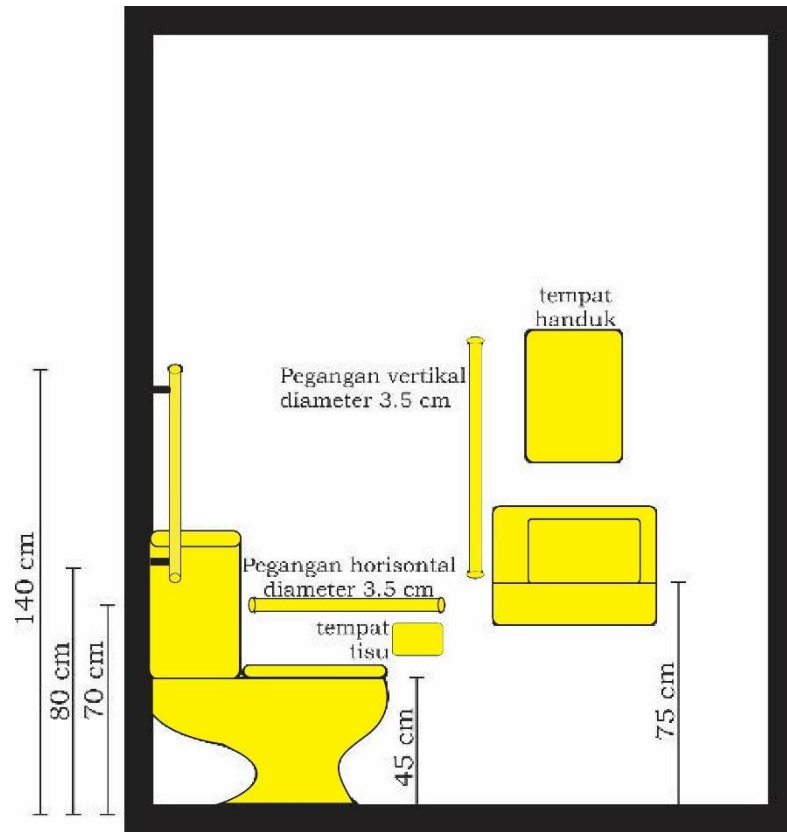 tempat
handuk
Pegangan vertikal
diameter 3.5 cm
Pegangan horisontal
diameter 3.5 cm
tempat
tisu
140 cm
80 cm
70 cm
45 cm
75 cm